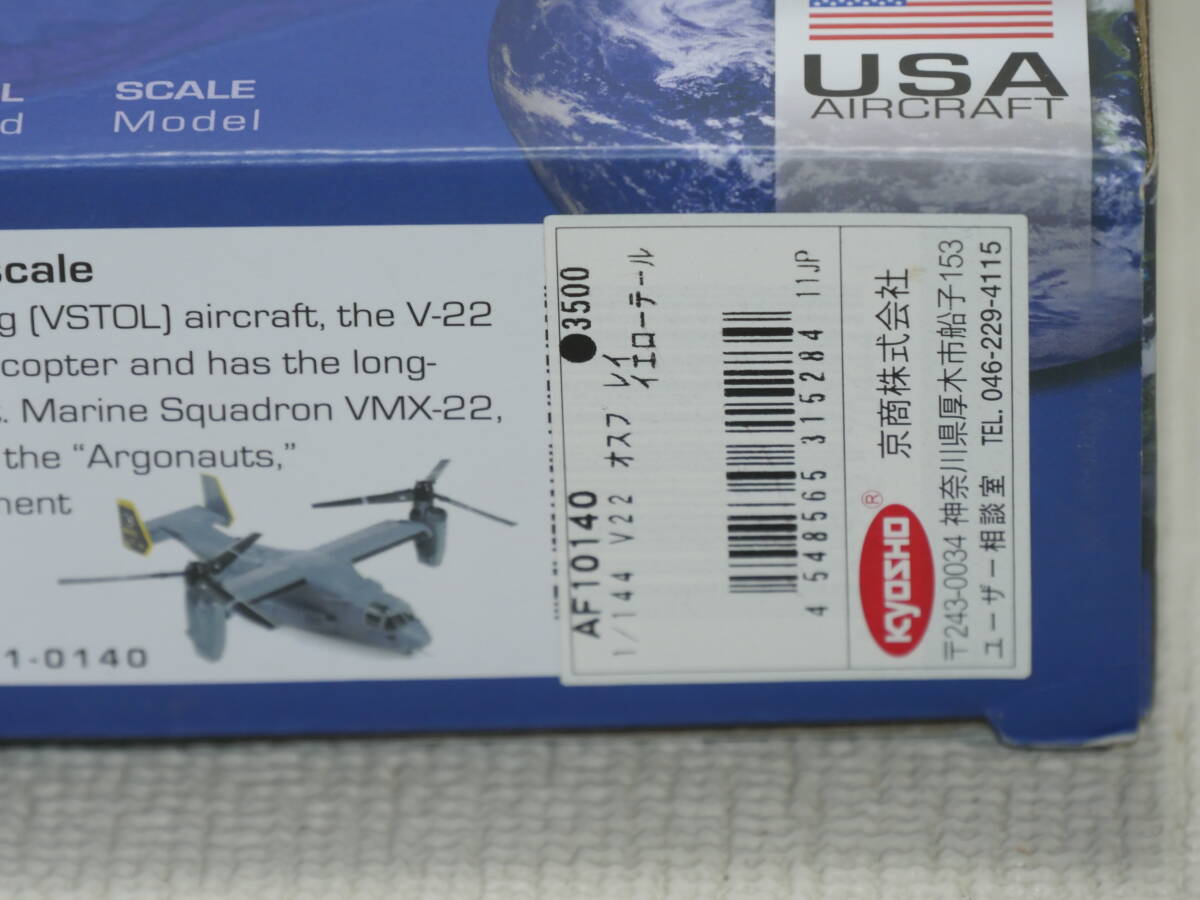 L
d
SCALE
Model
USA
AIRCRAFT
scale
g (VSTOL) aircraft, the V-22
copter and has the long-
. Marine Squadron VMX-22,
the “Argonauts,”
ment
1-0140
AF10140 ●3500
1/144 V22 オスプ レイ
イエローテール
4 548565 315284 11JP
KYOSHO ® 京商株式会社
〒243-0034 神奈川県厚木市船子153
ユーザー相談室 TEL. 046-229-4115